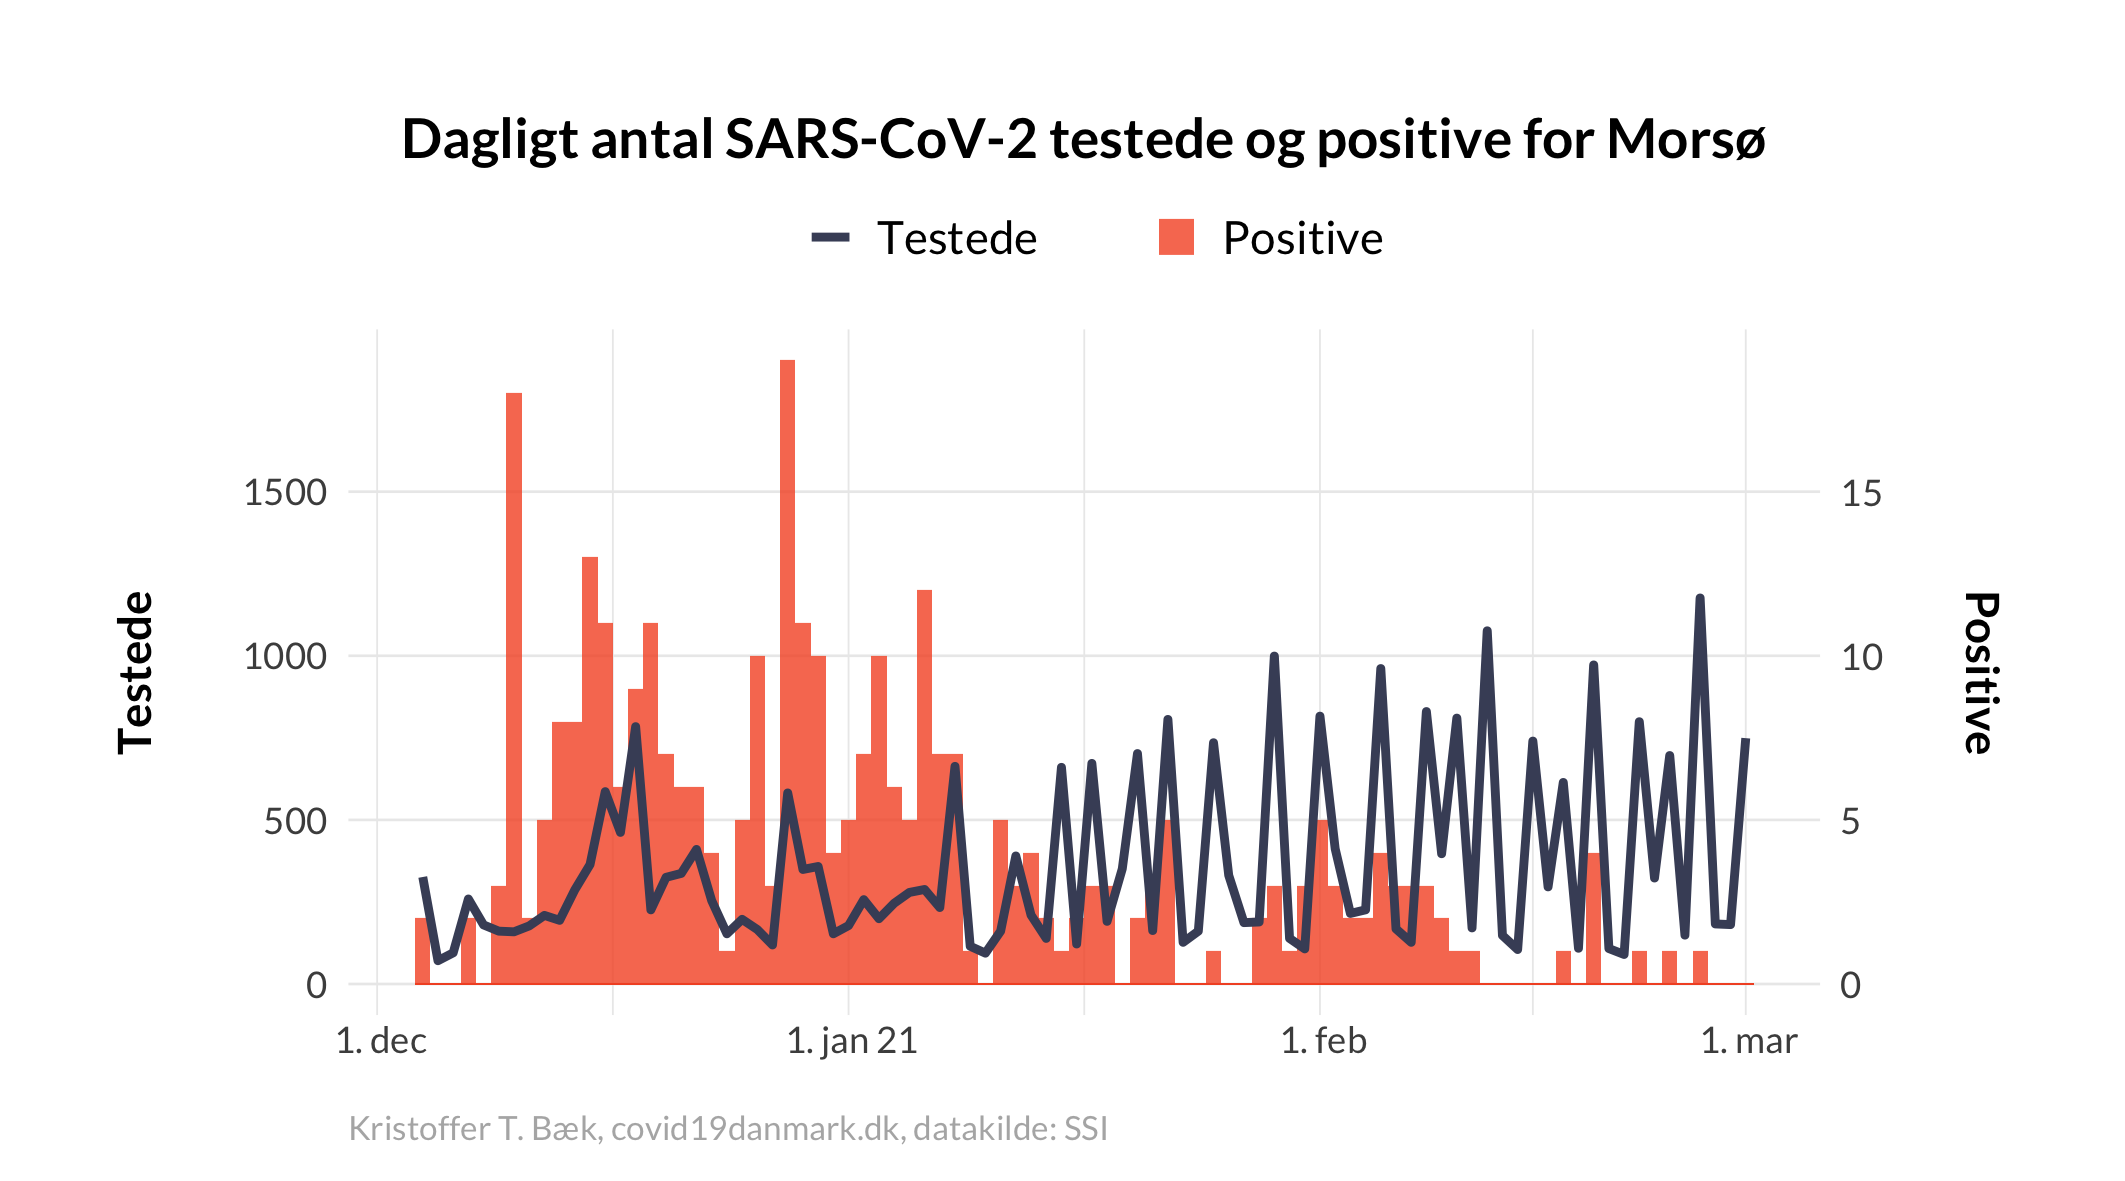 Dagligt antal SARS-CoV-2 testede og positive for Morsø
Testede
Positive
1500
1000
500
0
15
10
5
0
Testede
Positive
1. dec
1. jan 21
1. feb
1. mar
Kristoffer T. Bæk, covid19danmark.dk, datakilde: SSI